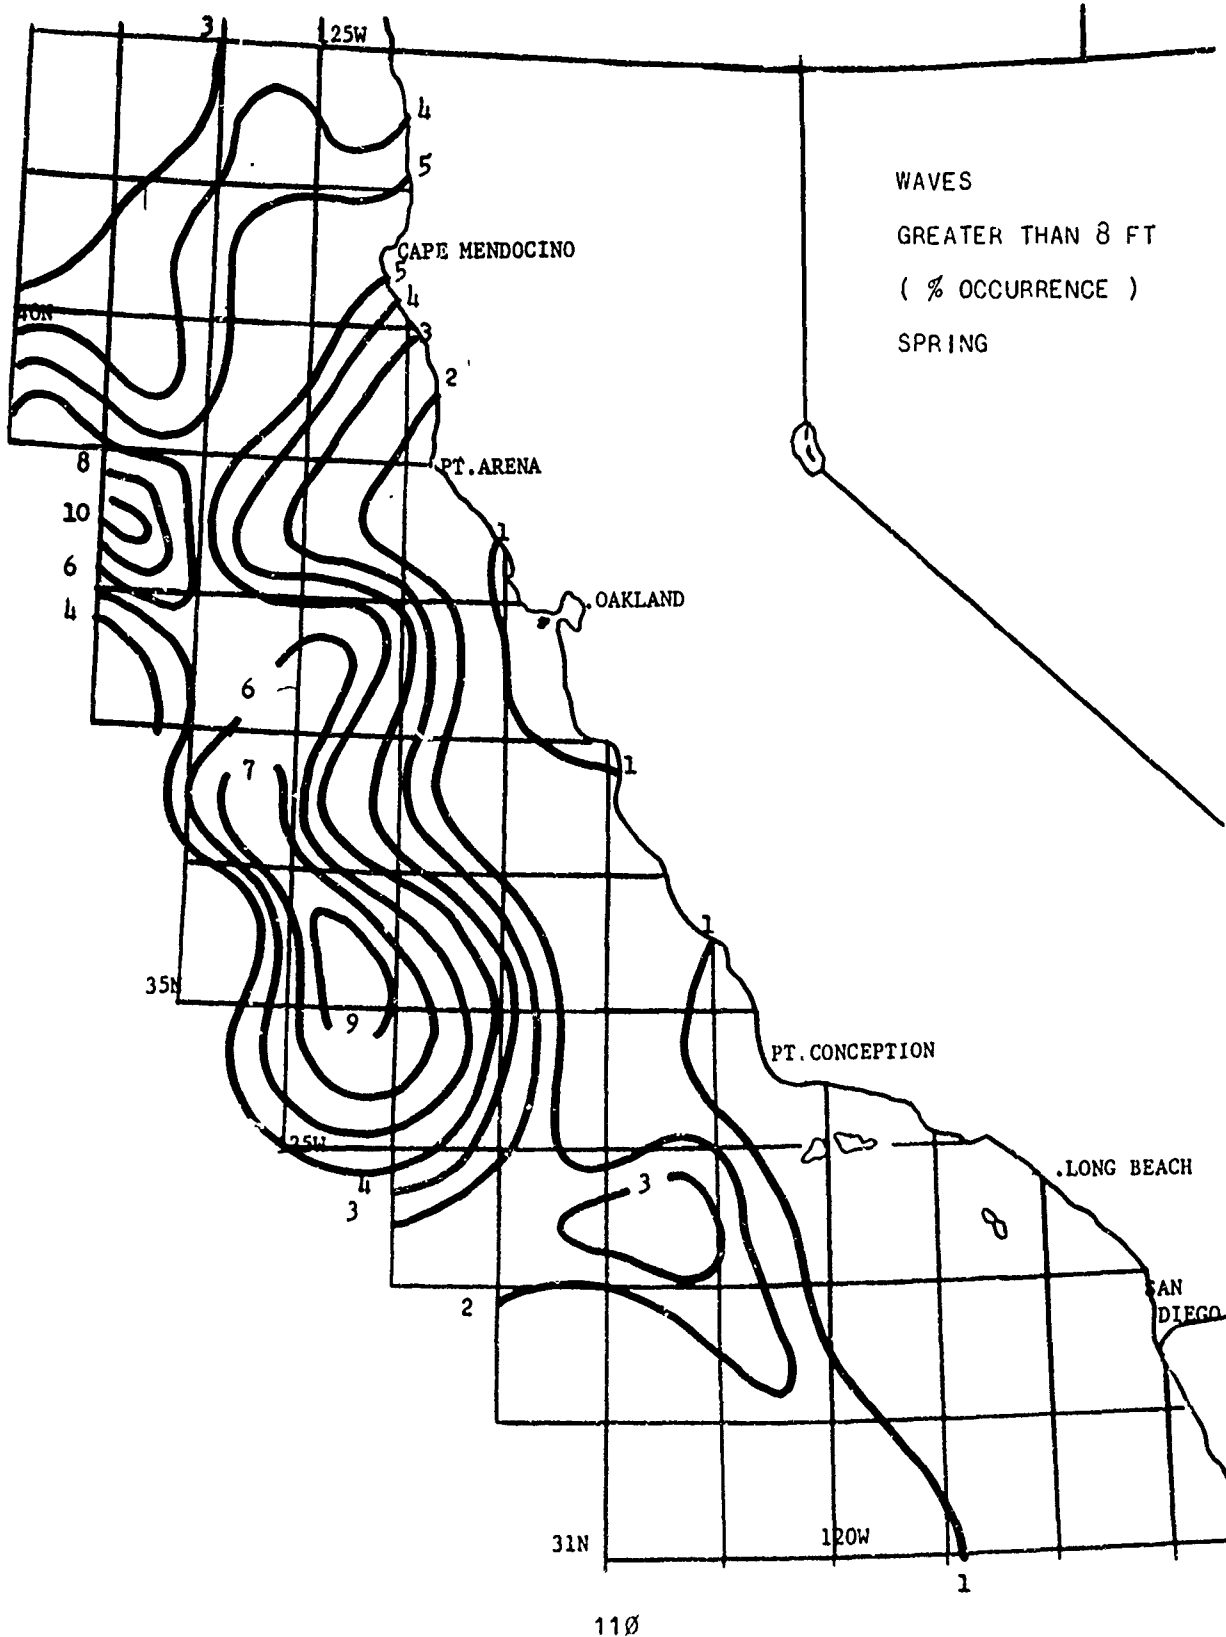 3
25W
4
5
WAVES
GREATER THAN 8 FT
( % OCCURRENCE )
SPRING
CAPE MENDOCINO
5
4
40N
3
2
8
PT.ARENA
10
1
6
4
.OAKLAND
6
7
1
1
35N
9
PT.CONCEPTION
25W
.LONG BEACH
4
3
3
SAN
DIEGO
2
31N
120W
1
110